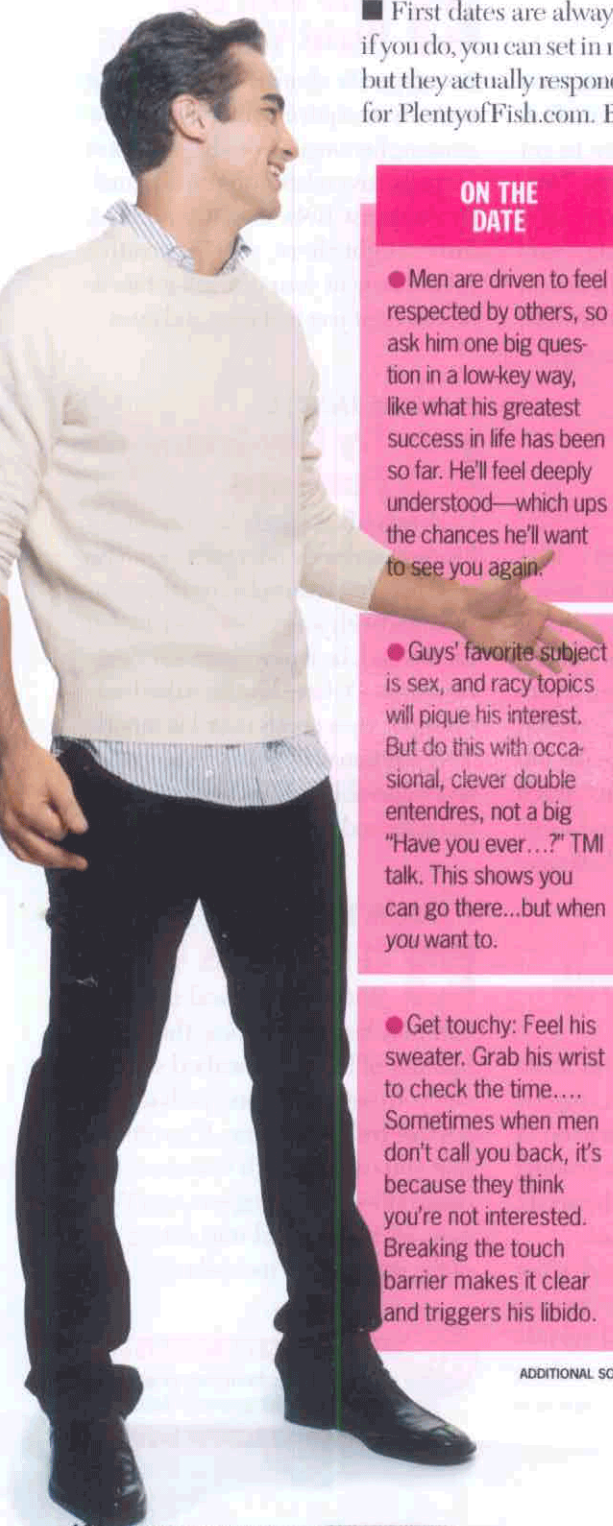 ■ First dates are alway
if you do, you can set in
but they actually respon
for PlentyofFish.com.
ON THE
DATE
● Men are driven to feel
respected by others, so
ask him one big ques-
tion in a low-key way,
like what his greatest
success in life has been
so far. He'll feel deeply
understood—which ups
the chances he'll want
to see you again.
● Guys' favorite subject
is sex, and racy topics
will pique his interest.
But do this with occa-
sional, clever double
entendres, not a big
"Have you ever...?" TMI
talk. This shows you
can go there...but when
you want to.
● Get touchy: Feel his
sweater. Grab his wrist
to check the time....
Sometimes when men
don't call you back, it's
because they think
you're not interested.
Breaking the touch
barrier makes it clear
and triggers his libido.
ADDITIONAL